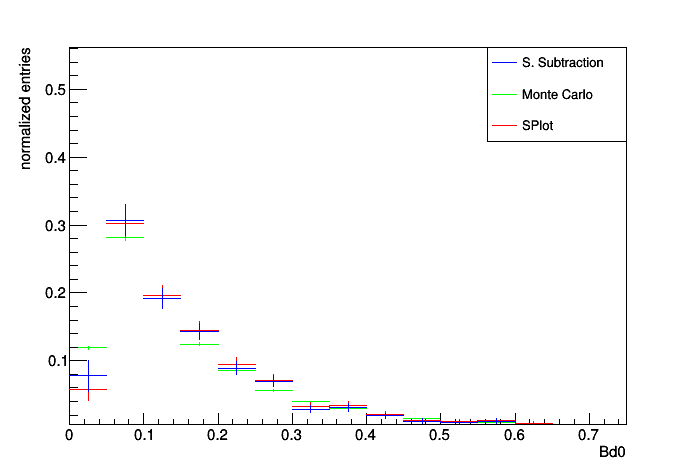 normalized entries
0.5
0.4
0.3
0.2
0.1
0 0.1 0.2 0.3 0.4 0.5 0.6 0.7
Bd0
S. Subtraction
Monte Carlo
SPlot